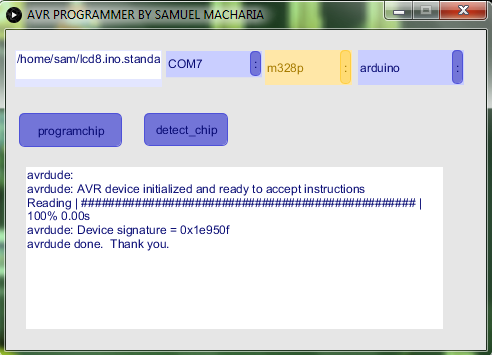 AVR PROGRAMMER BY SAMUEL MACHARIA
/home/sam/lcd8.ino.standa
COM7 :
m328p :
arduino :
programchip
detect_chip
avrdude:
avrdude: AVR device initialized and ready to accept instructions
Reading | ################################################## |
100% 0.00s
avrdude: Device signature = 0x1e950f
avrdude done.  Thank you.